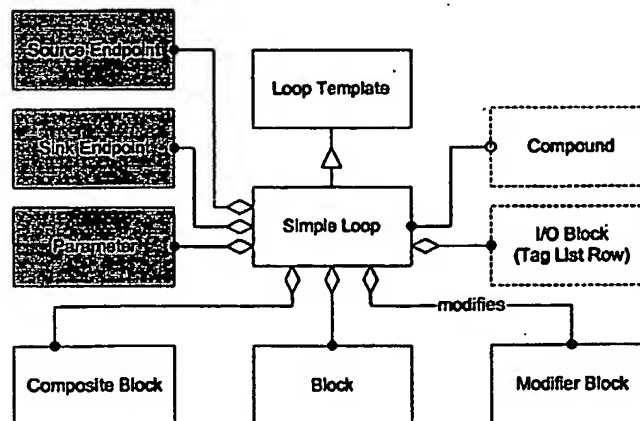 Source Endpoint
Loop Template
Sink Endpoint
Compound
Parameter
Simple Loop
I/O Block
(Tag List Row)
modifies
Composite Block
Block
Modifier Block